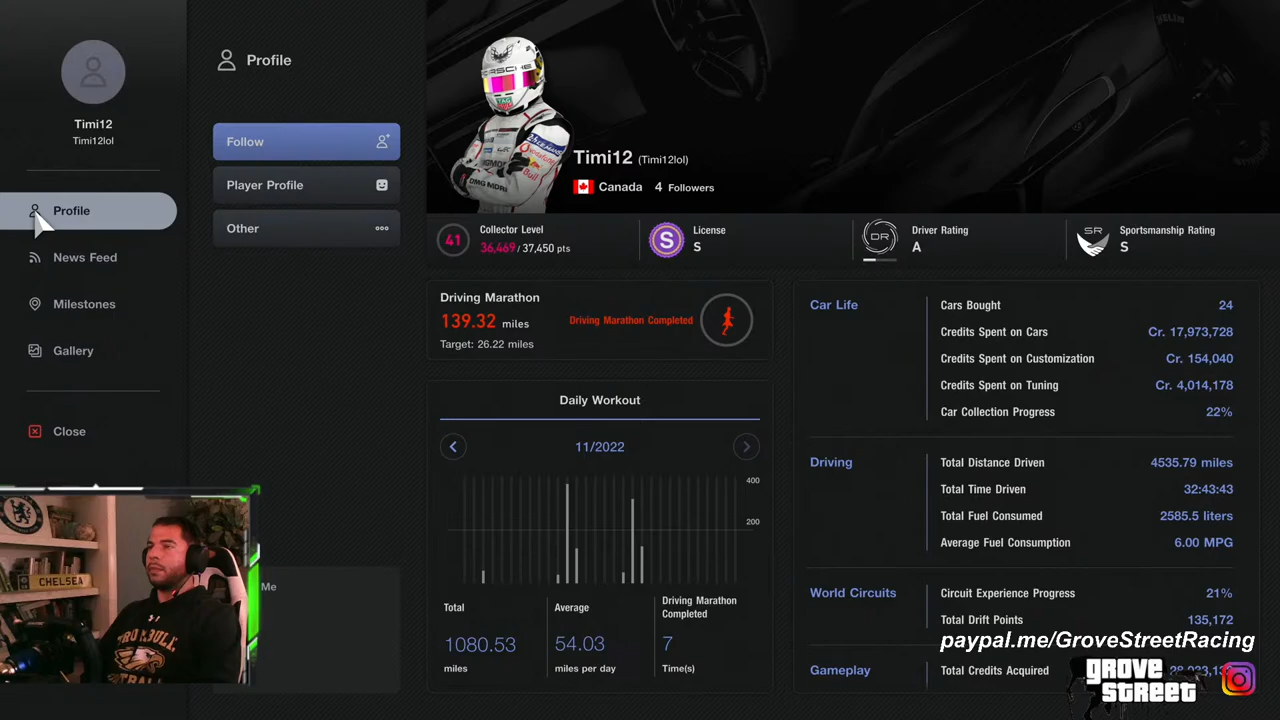 Timi12
Timi12lol
Profile
News Feed
Milestones
Gallery
Close
Profile
Follow
Player Profile
Other
Me
PORSCHE
Timi12 (Timi12lol)
Canada 4 Followers
41 Collector Level
36,469 / 37,450 pts
S License
S
DR Driver Rating
A
SR Sportsmanship Rating
S
Driving Marathon
139.32 miles
Target: 26.22 miles
Driving Marathon Completed
Daily Workout
11/2022
400
200
Total
1080.53
miles
Average
54.03
miles per day
Driving Marathon
Completed
7
Time(s)
Car Life
Cars Bought 24
Credits Spent on Cars Cr. 17,973,728
Credits Spent on Customization Cr. 154,040
Credits Spent on Tuning Cr. 4,014,178
Car Collection Progress 22%
Driving
Total Distance Driven 4535.79 miles
Total Time Driven 32:43:43
Total Fuel Consumed 2585.5 liters
Average Fuel Consumption 6.00 MPG
World Circuits
Circuit Experience Progress 21%
Total Drift Points 135,172
Gameplay
Total Credits Acquired
paypal.me/GroveStreetRacing
grove
street
CHELSEA